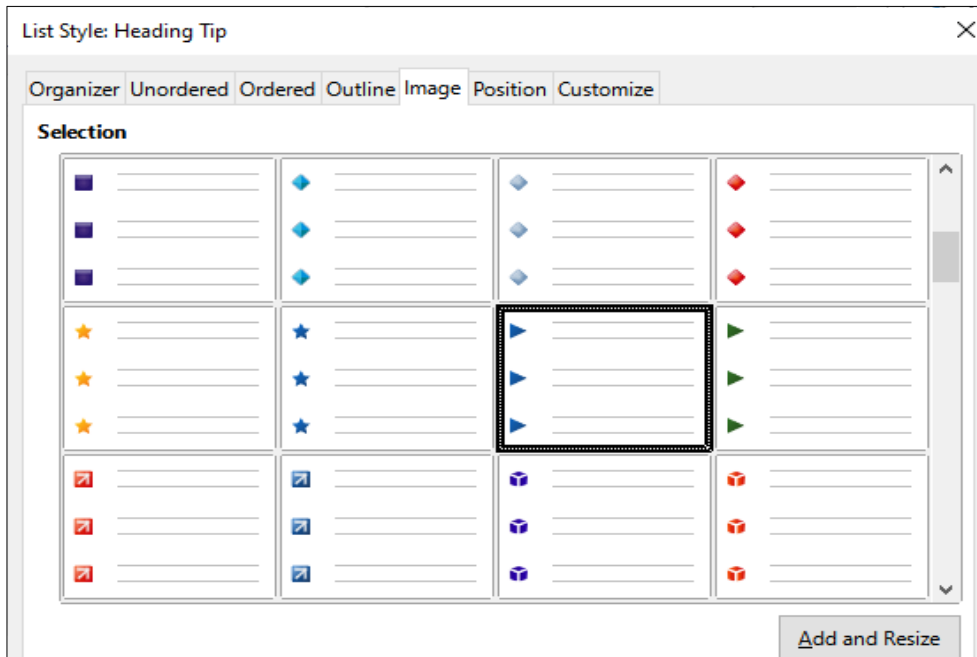 List Style: Heading Tip
Organizer Unordered Ordered Outline Image Position Customize
Selection
Add and Resize